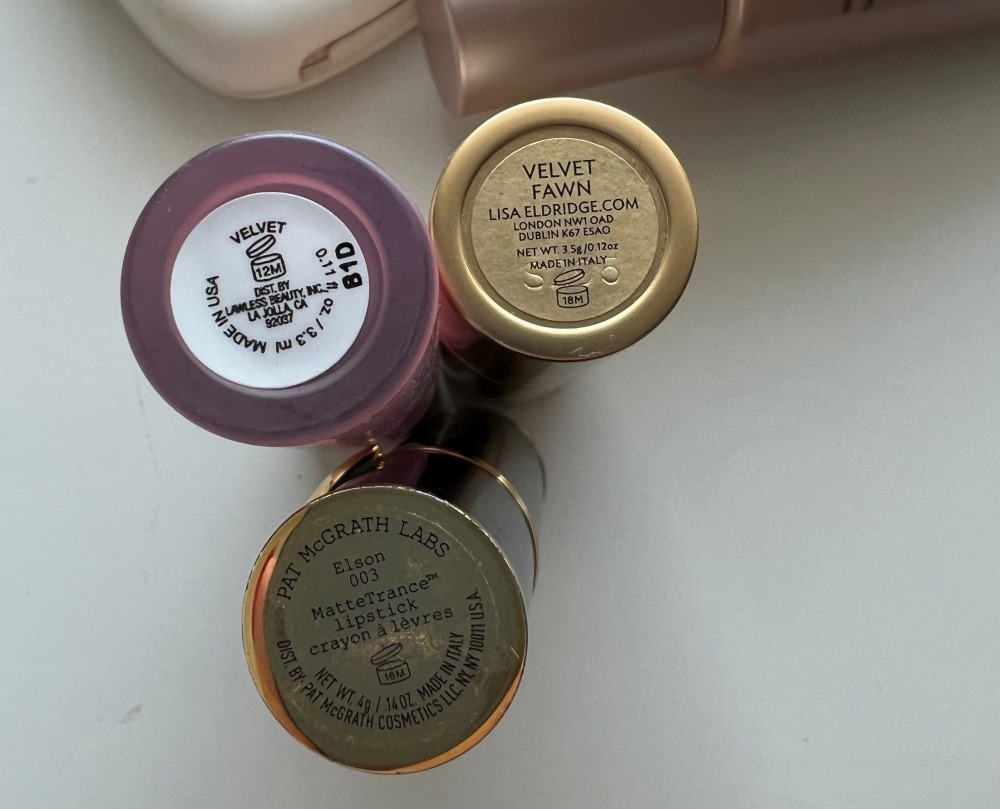 VELVET
12M
DIST. BY
LAWLESS BEAUTY, INC.
LA JOLLA, CA
92037
MADE IN USA
3.3 ml / 0.11 fl oz
B1D
VELVET
FAWN
LISA ELDRIDGE.COM
LONDON NW1 0AD
DUBLIN K67 E5A0
NET WT. 3.5g/0.12oz
MADE IN ITALY
18M
PAT McGRATH LABS
Elson
003
MatteTrance™
lipstick
crayon à lèvres
18M
NET WT. 4g / .14 OZ. MADE IN ITALY
DIST. BY: PAT McGRATH COSMETICS LLC NY, NY 10011 U.S.A.